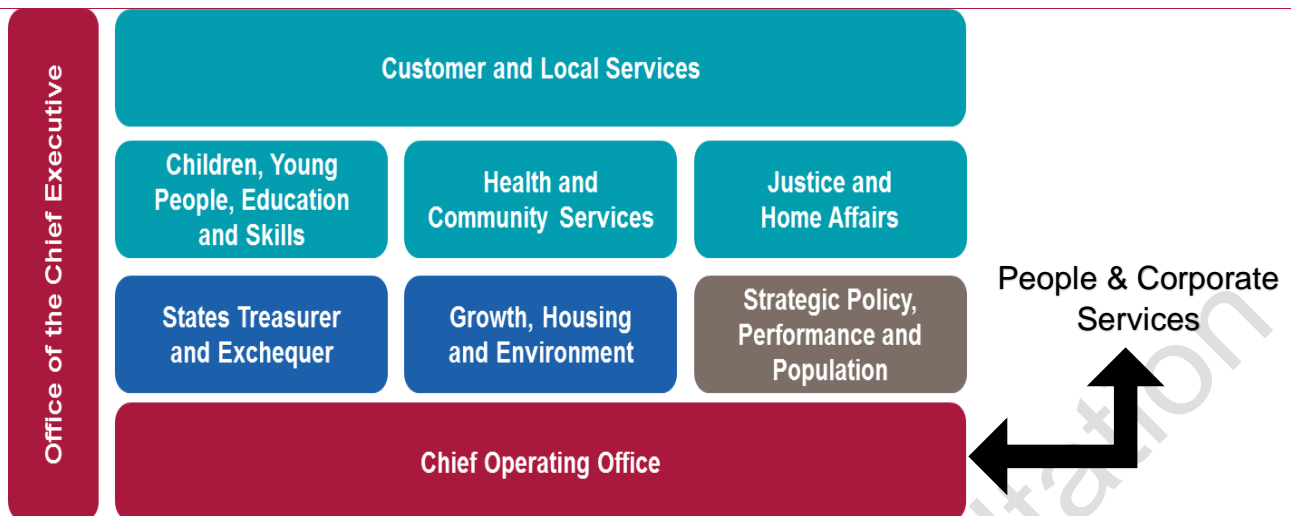 Office of the Chief Executive
Customer and Local Services
Children, Young
People, Education
and Skills
Health and
Community Services
Justice and
Home Affairs
States Treasurer
and Exchequer
Growth, Housing
and Environment
Strategic Policy,
Performance and
Population
People & Corporate
Services
Chief Operating Office